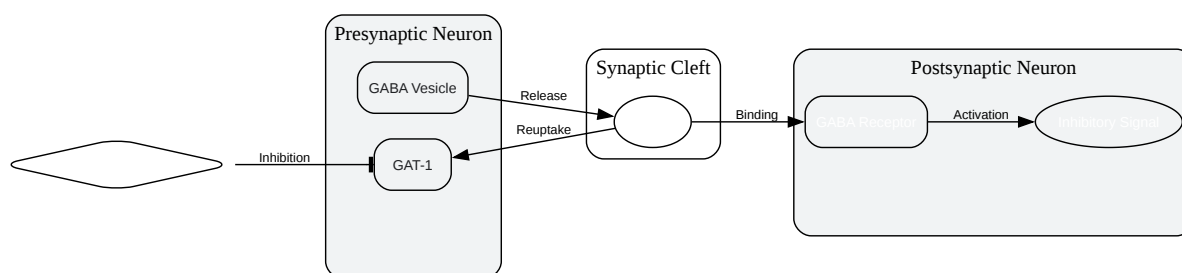 Presynaptic Neuron
GABA Vesicle
Release
Synaptic Cleft
Postsynaptic Neuron
Reuptake
Binding
GABA Receptor
Activation
Inhibitory Signal
Inhibition
GAT-1